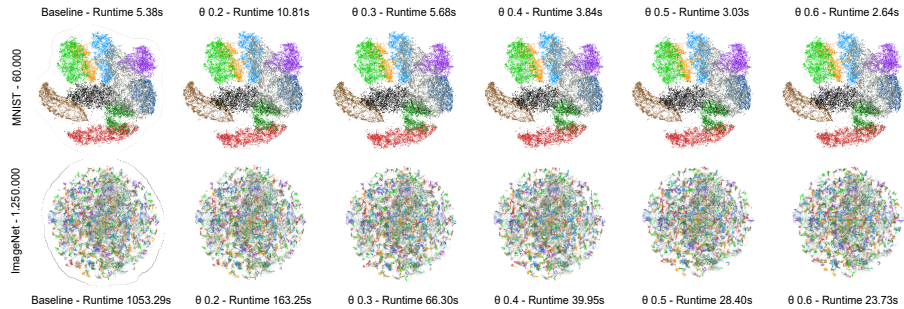 Baseline - Runtime 5.38s
θ 0.2 - Runtime 10.81s
θ 0.3 - Runtime 5.68s
θ 0.4 - Runtime 3.84s
θ 0.5 - Runtime 3.03s
θ 0.6 - Runtime 2.64s
MNIST - 60.000
ImageNet - 1,250.000
Baseline - Runtime 1053.29s
θ 0.2 - Runtime 163.25s
θ 0.3 - Runtime 66.30s
θ 0.4 - Runtime 39.95s
θ 0.5 - Runtime 28.40s
θ 0.6 - Runtime 23.73s